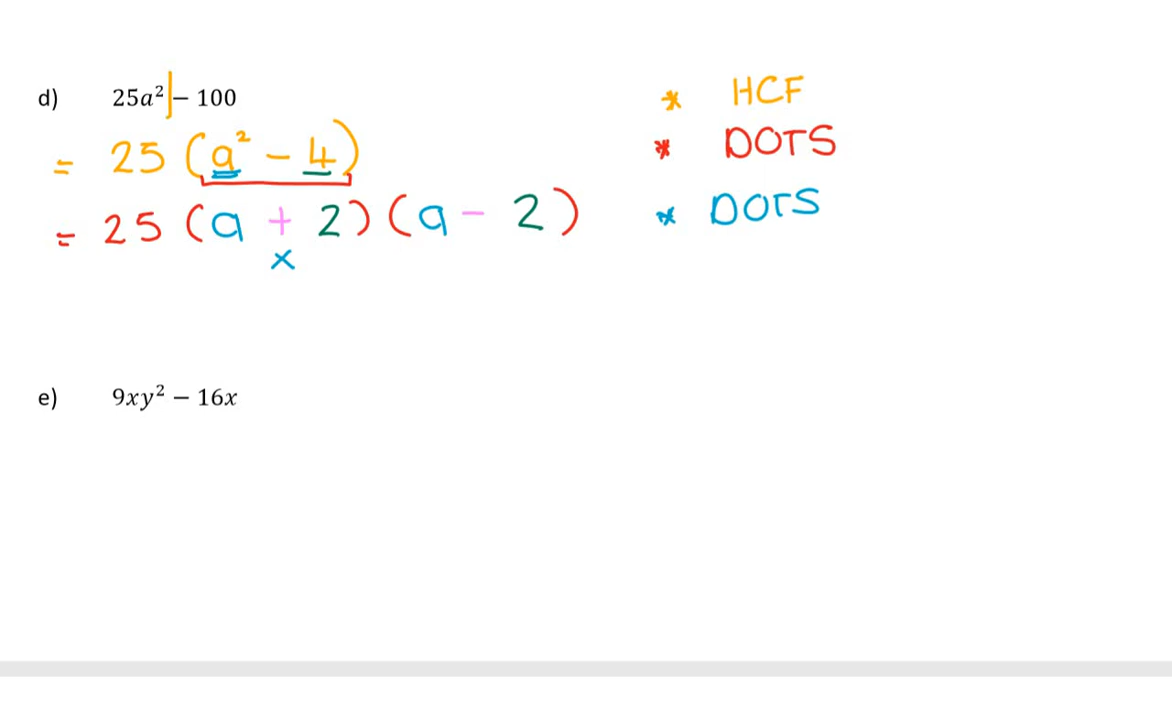 d) 25a² − 100 * HCF
= 25 (a² − 4) * DOTS
= 25 (a + 2) (a − 2) * DOTS
x
e) 9xy² − 16x